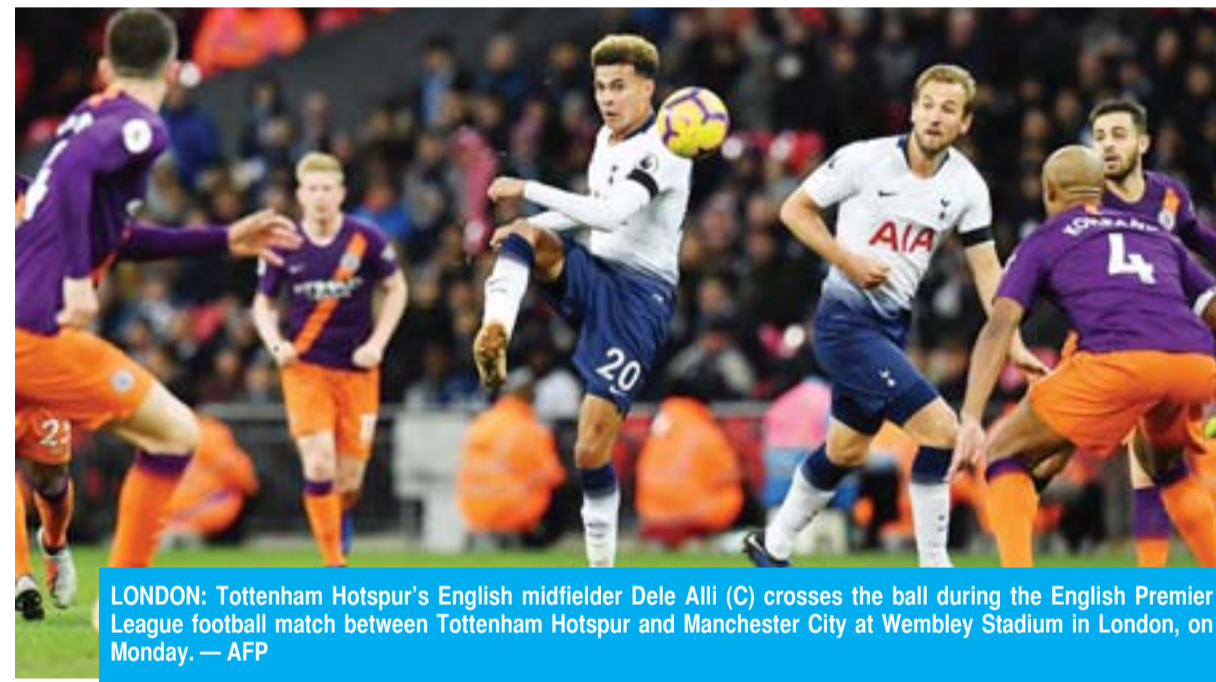 20
AIA
KOMPANY
4
LONDON: Tottenham Hotspur’s English midfielder Dele Alli (C) crosses the ball during the English Premier
League football match between Tottenham Hotspur and Manchester City at Wembley Stadium in London, on
Monday. — AFP